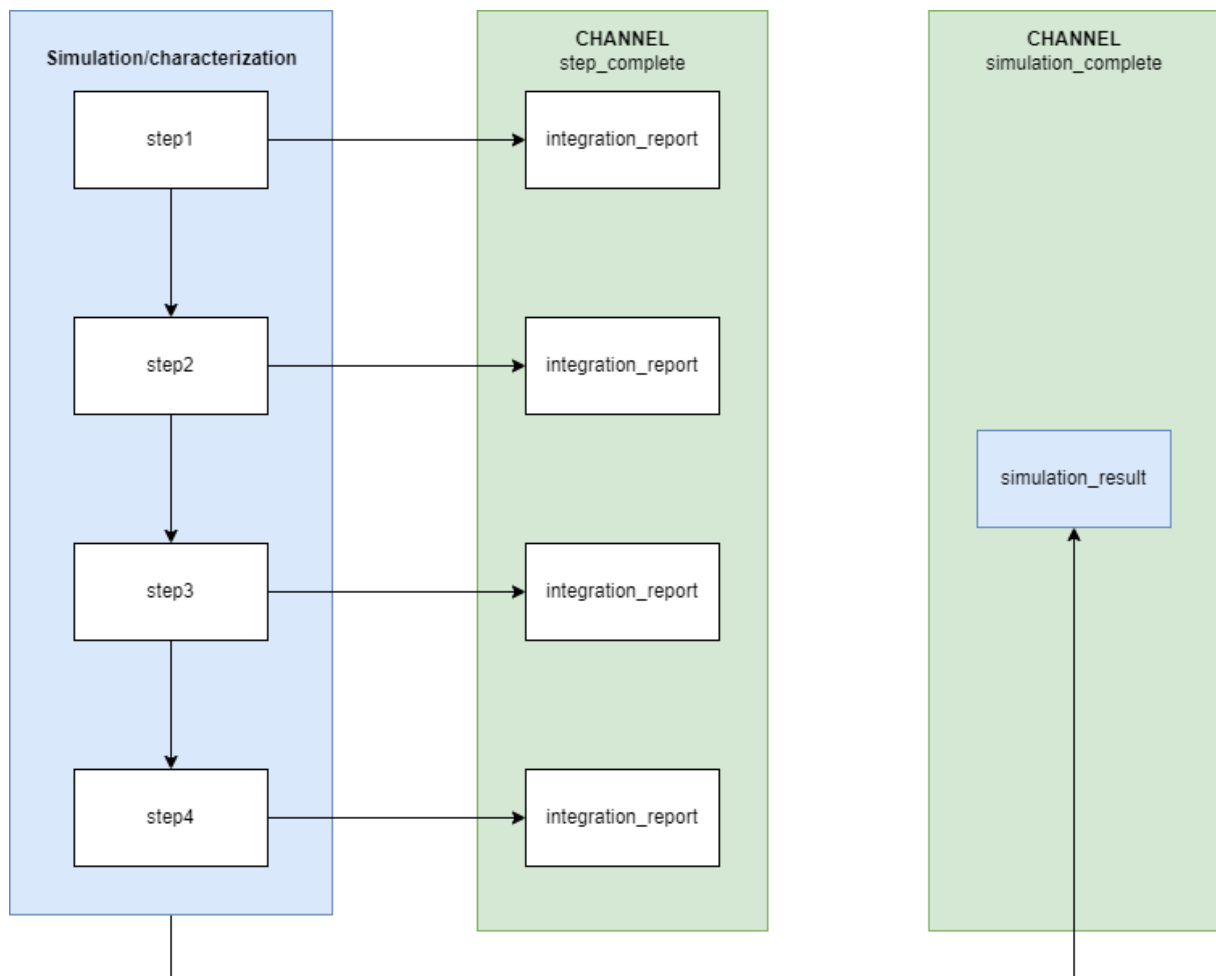 Simulation/characterization
CHANNEL
step_complete
CHANNEL
simulation_complete
step1
integration_report
step2
integration_report
simulation_result
step3
integration_report
step4
integration_report